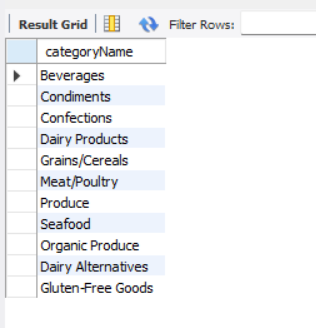 Result Grid Filter Rows:
categoryName
Beverages
Condiments
Confections
Dairy Products
Grains/Cereals
Meat/Poultry
Produce
Seafood
Organic Produce
Dairy Alternatives
Gluten-Free Goods